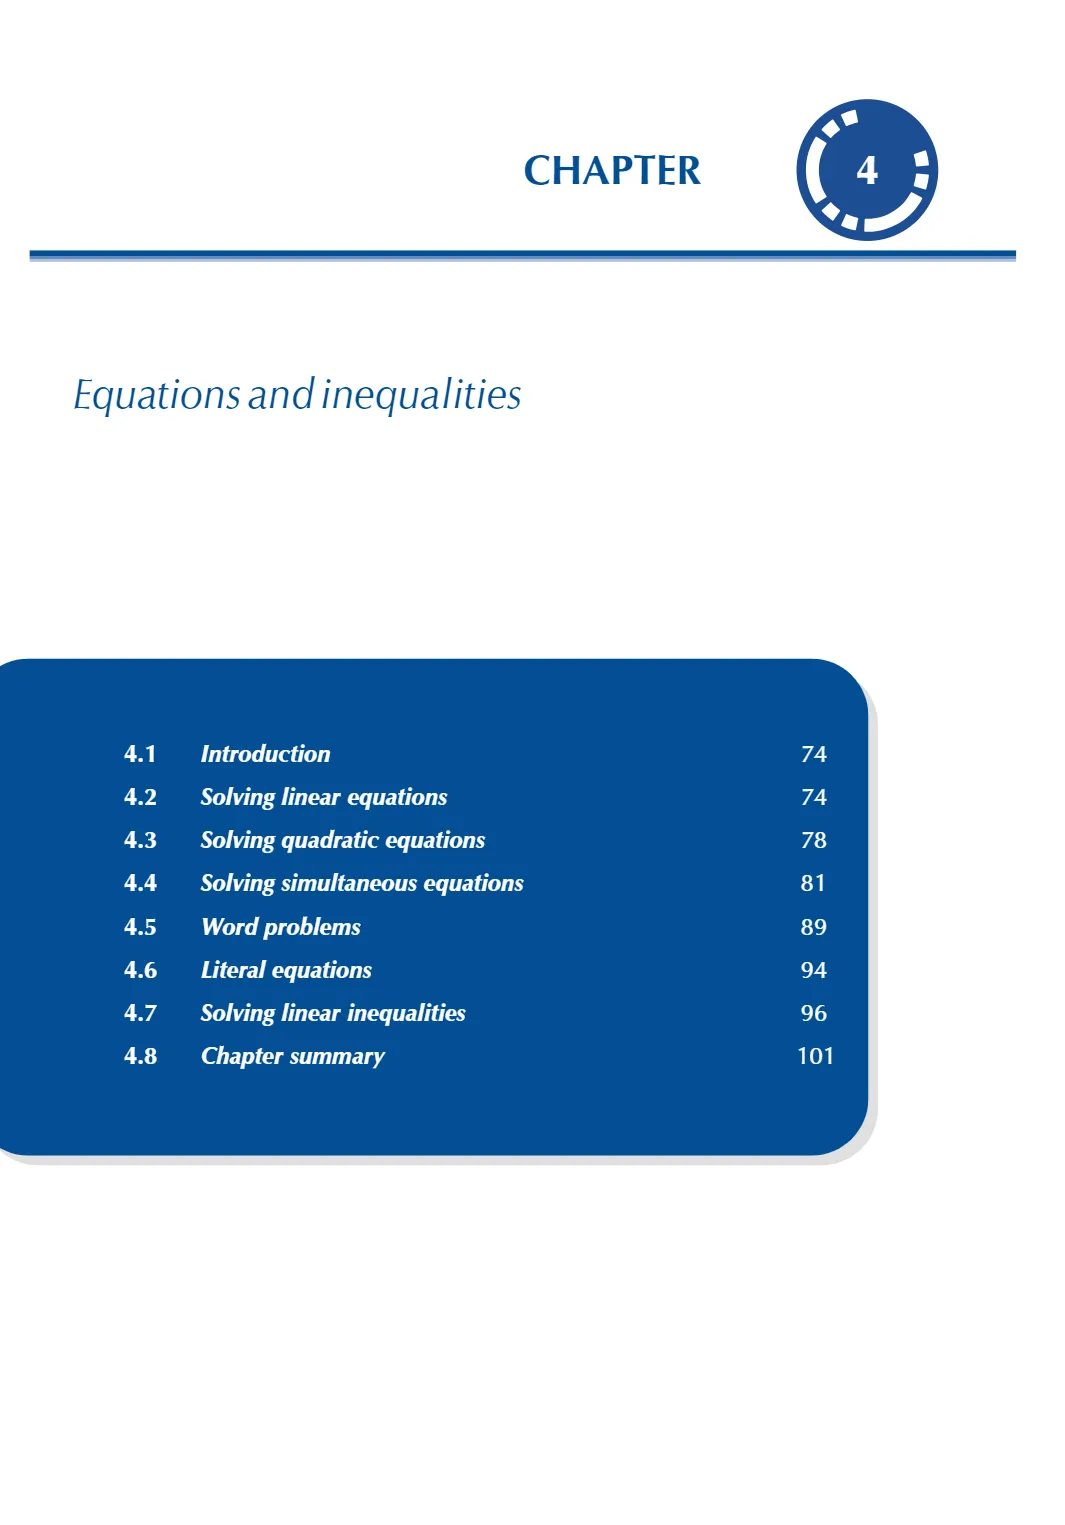 CHAPTER 4
Equations and inequalities
4.1 Introduction 74
4.2 Solving linear equations 74
4.3 Solving quadratic equations 78
4.4 Solving simultaneous equations 81
4.5 Word problems 89
4.6 Literal equations 94
4.7 Solving linear inequalities 96
4.8 Chapter summary 101